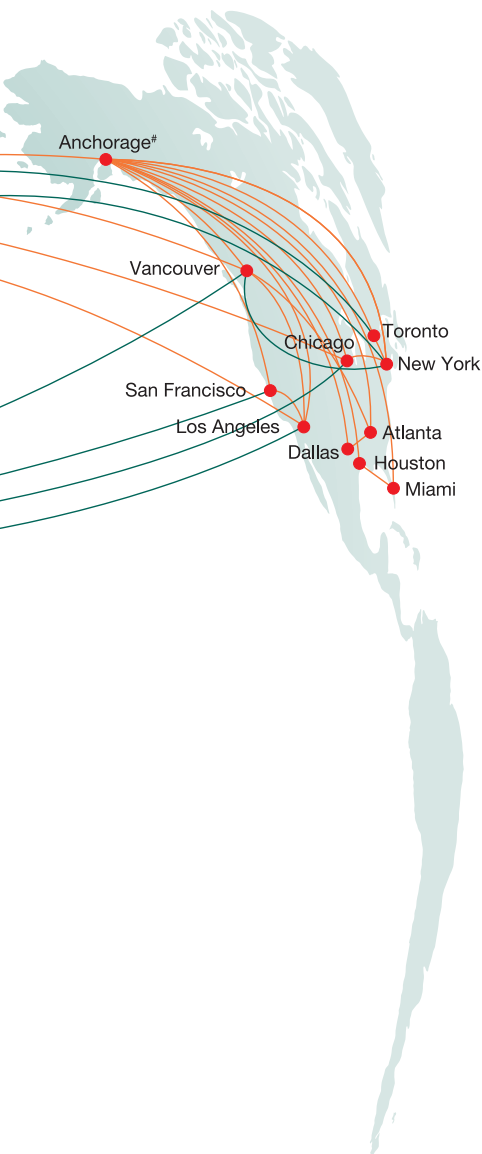 Anchorage#
Vancouver
Toronto
Chicago
New York
San Francisco
Los Angeles
Atlanta
Dallas
Houston
Miami